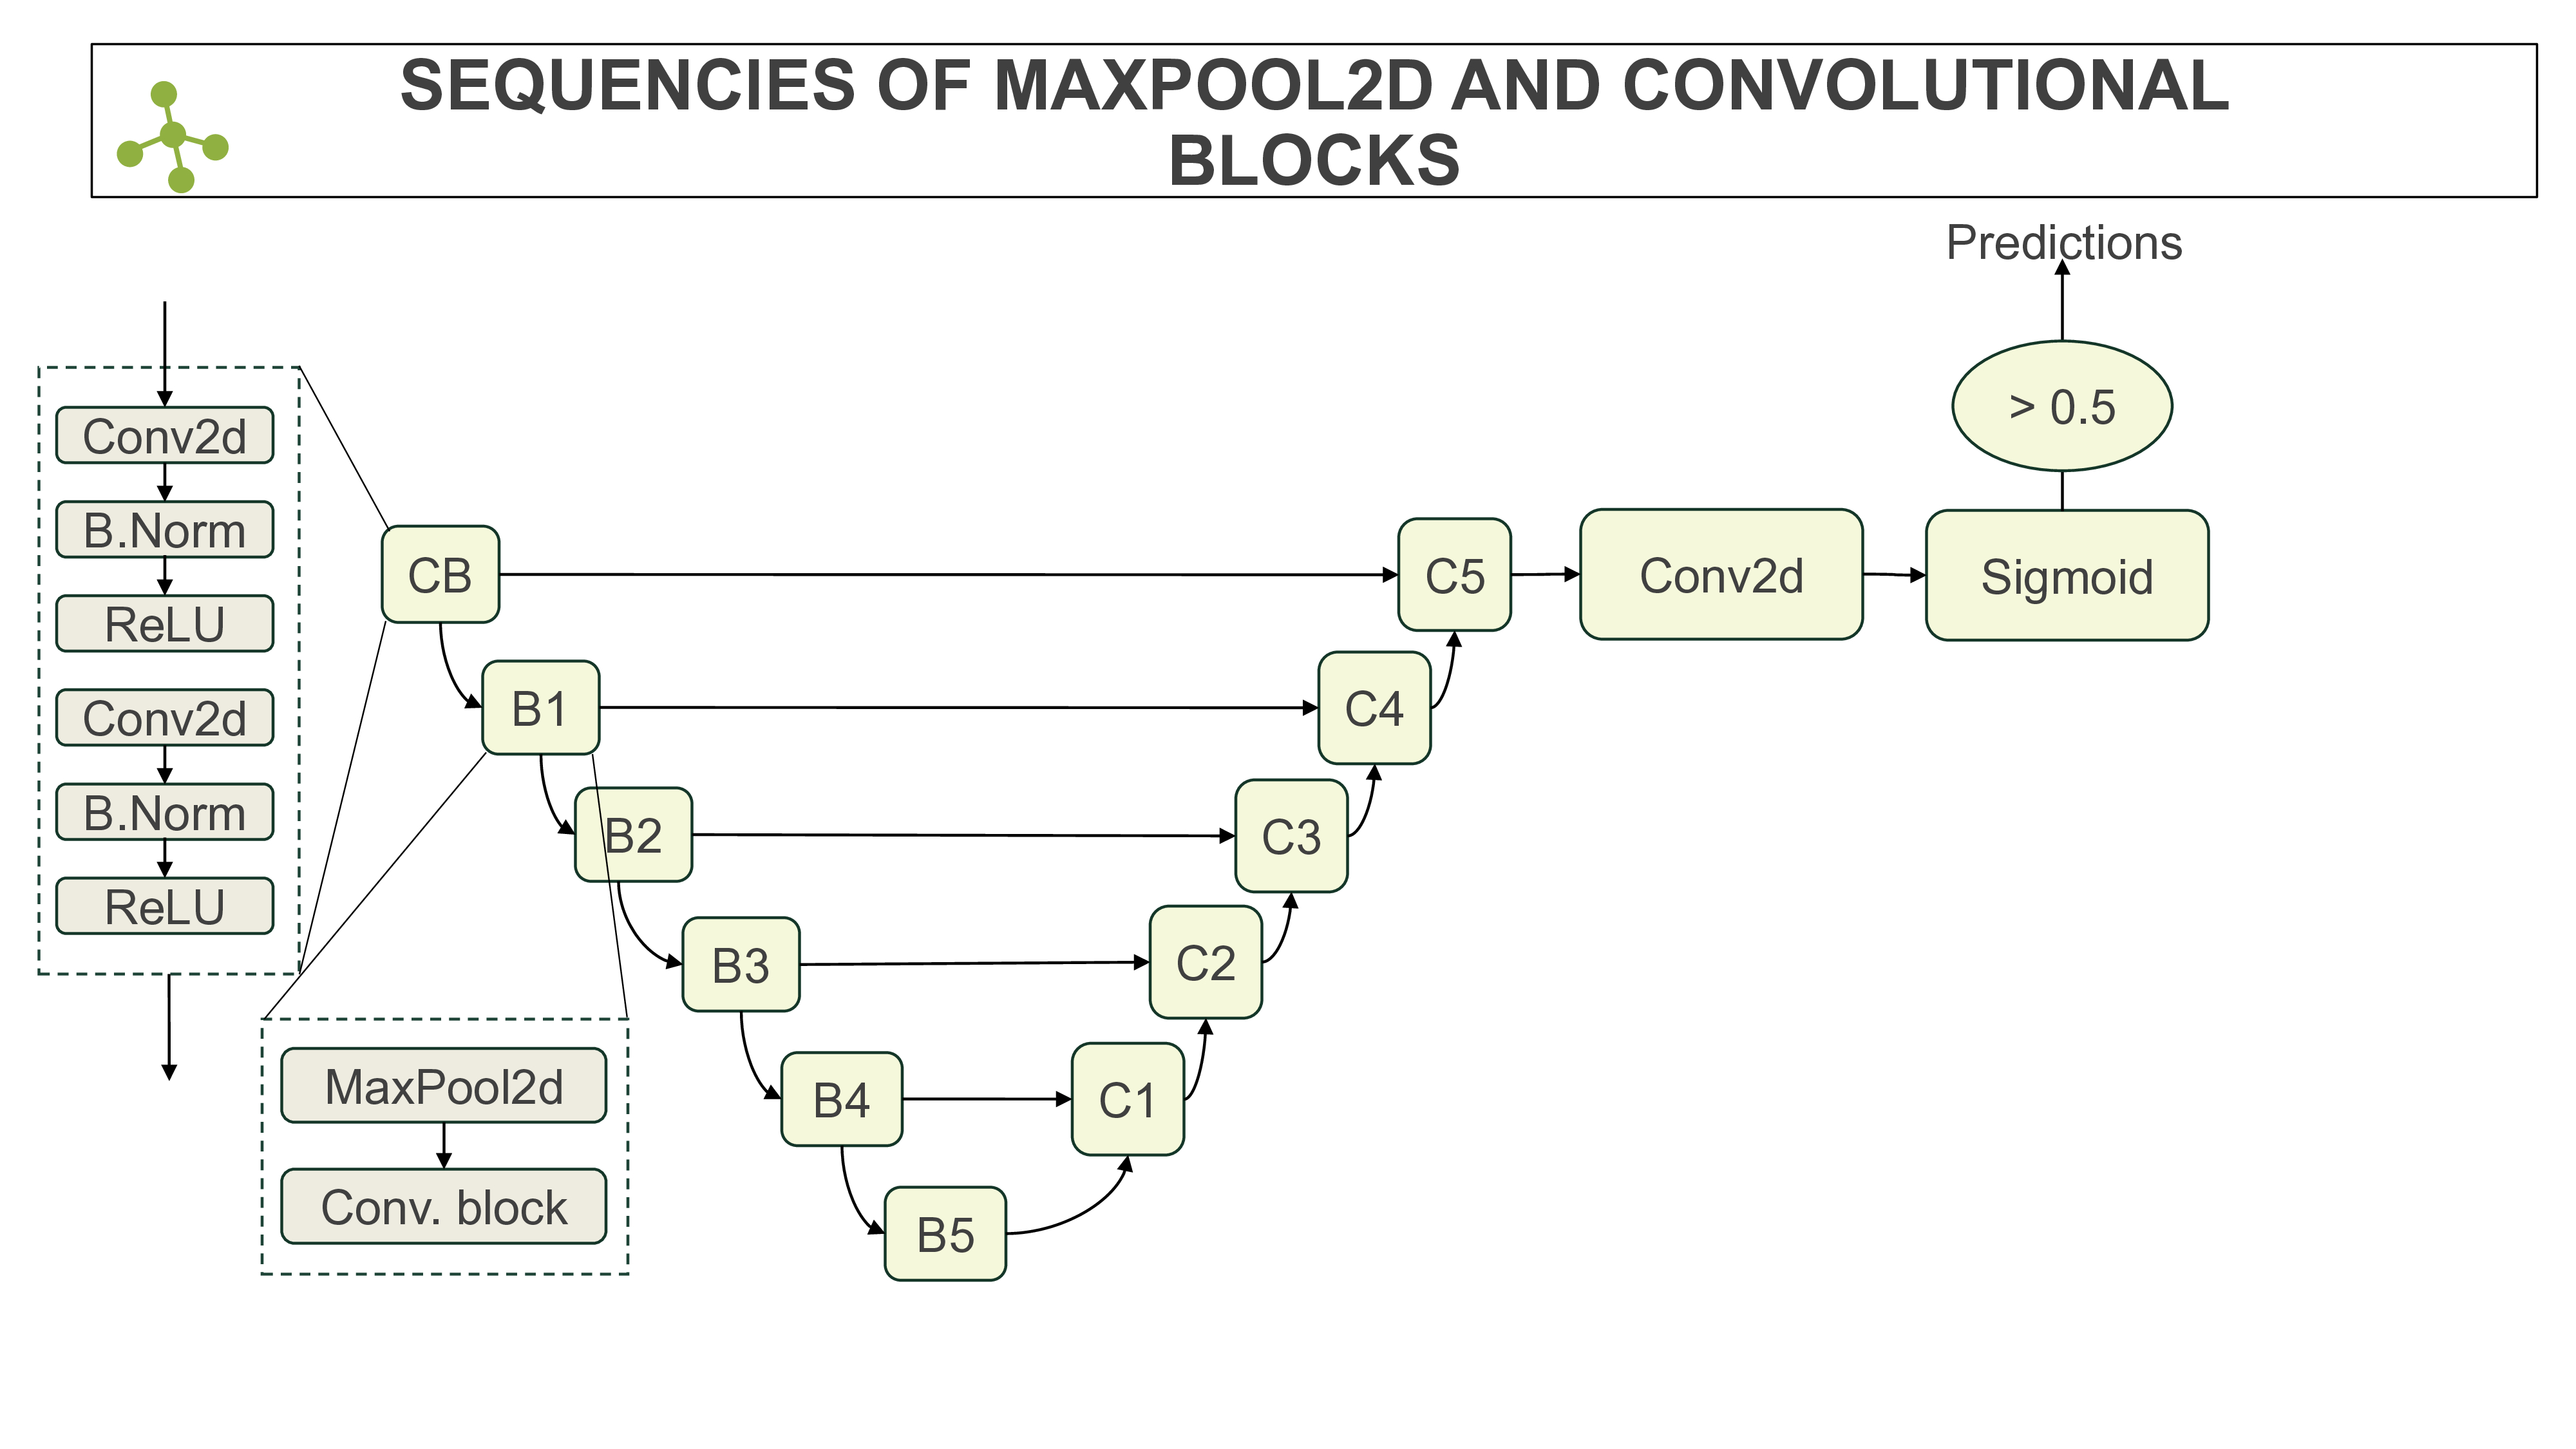 SEQUENCIES OF MAXPOOL2D AND CONVOLUTIONAL
BLOCKS
Predictions
> 0.5
Conv2d
B.Norm
ReLU
Conv2d
B.Norm
ReLU
CB
C5
Conv2d
Sigmoid
B1
C4
B2
C3
B3
C2
B4
C1
B5
MaxPool2d
Conv. block